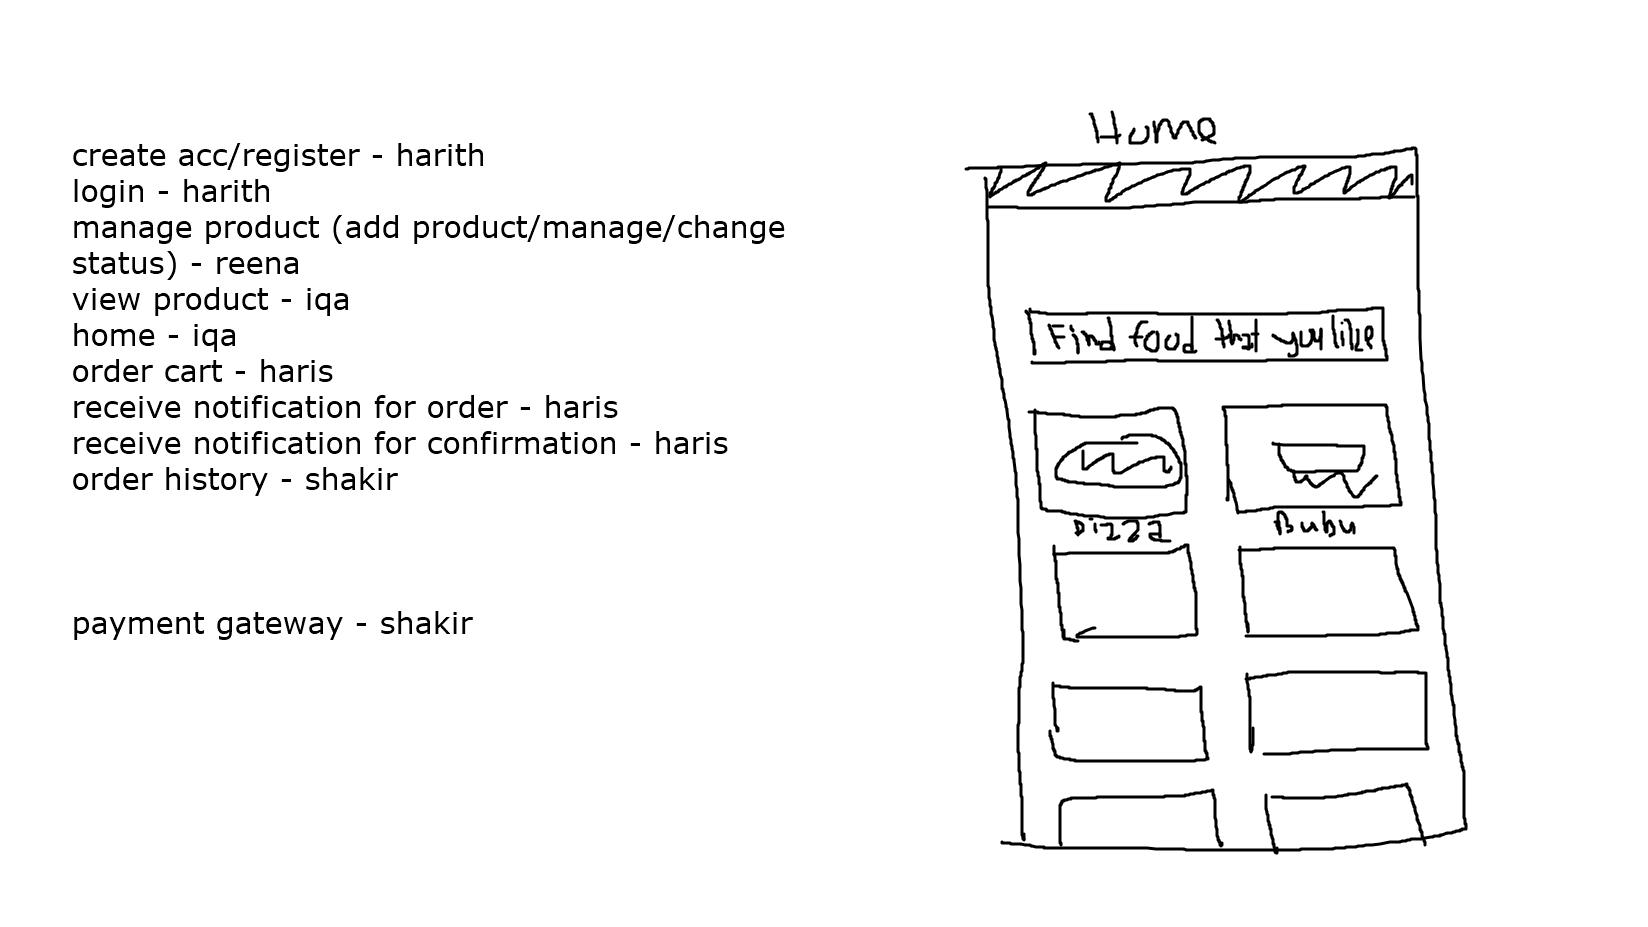 create acc/register - harith
login - harith
manage product (add product/manage/change
status) - reena
view product - iqa
home - iqa
order cart - haris
receive notification for order - haris
receive notification for confirmation - haris
order history - shakir
payment gateway - shakir
Home
Find food that you like
Pizza
Bubu